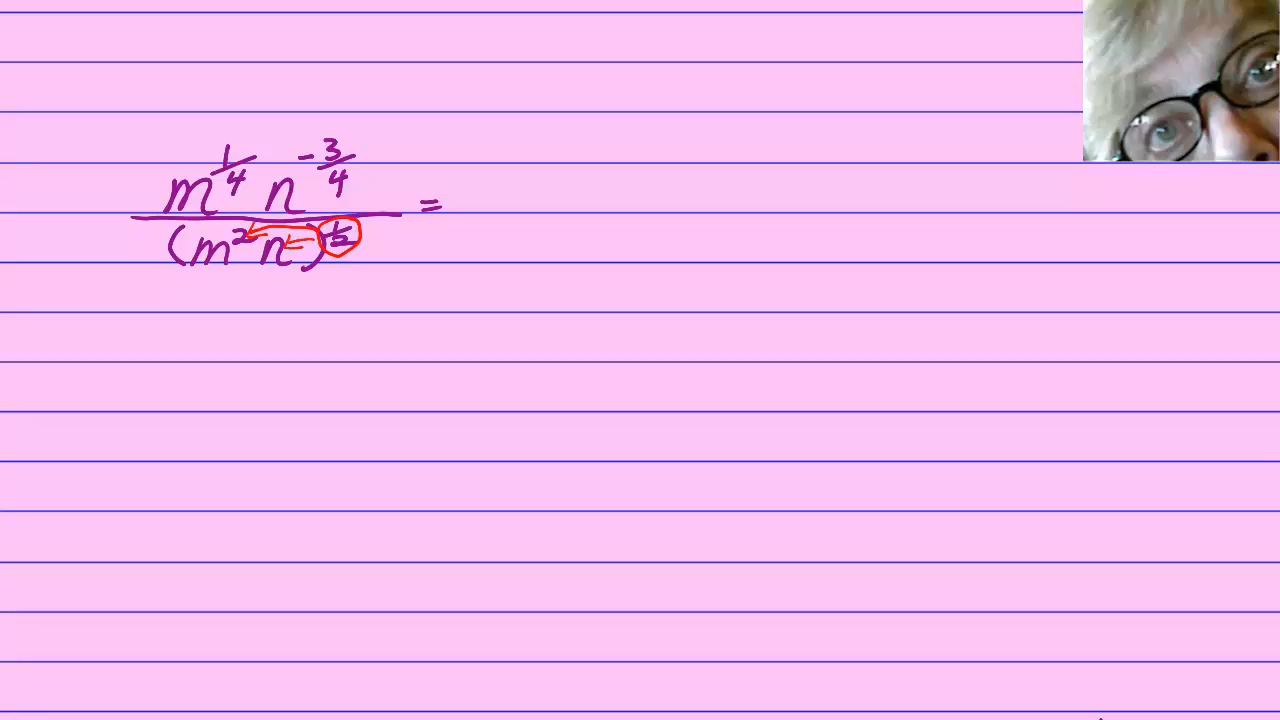 m^{1/4} n^{-3/4} =
(m^2 n)^{1/2}